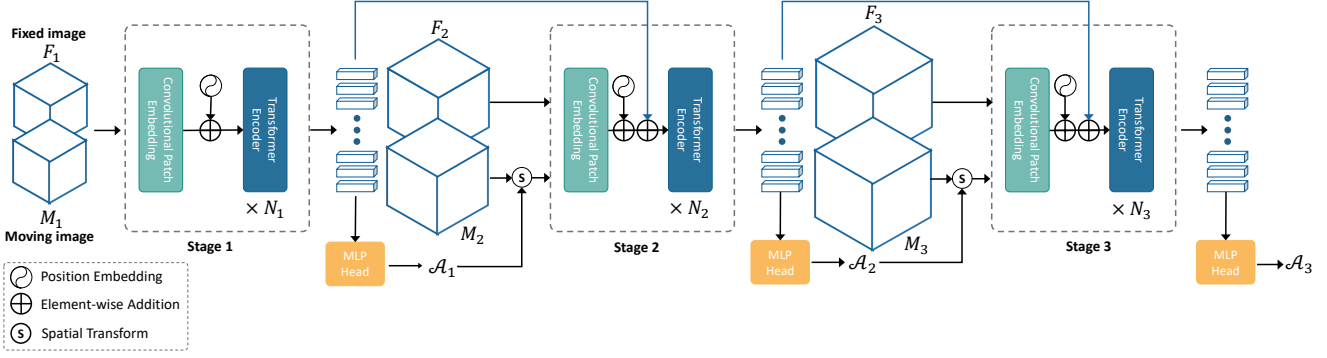 Fixed image
F₁
M₁
Moving image
Convolutional Patch
Embedding
Transformer
Encoder
× N₁
Stage 1
MLP
Head
𝒜₁
F₂
M₂
S
Convolutional Patch
Embedding
Transformer
Encoder
× N₂
Stage 2
MLP
Head
𝒜₂
F₃
M₃
S
Convolutional Patch
Embedding
Transformer
Encoder
× N₃
Stage 3
MLP
Head
𝒜₃
Position Embedding
Element-wise Addition
S Spatial Transform